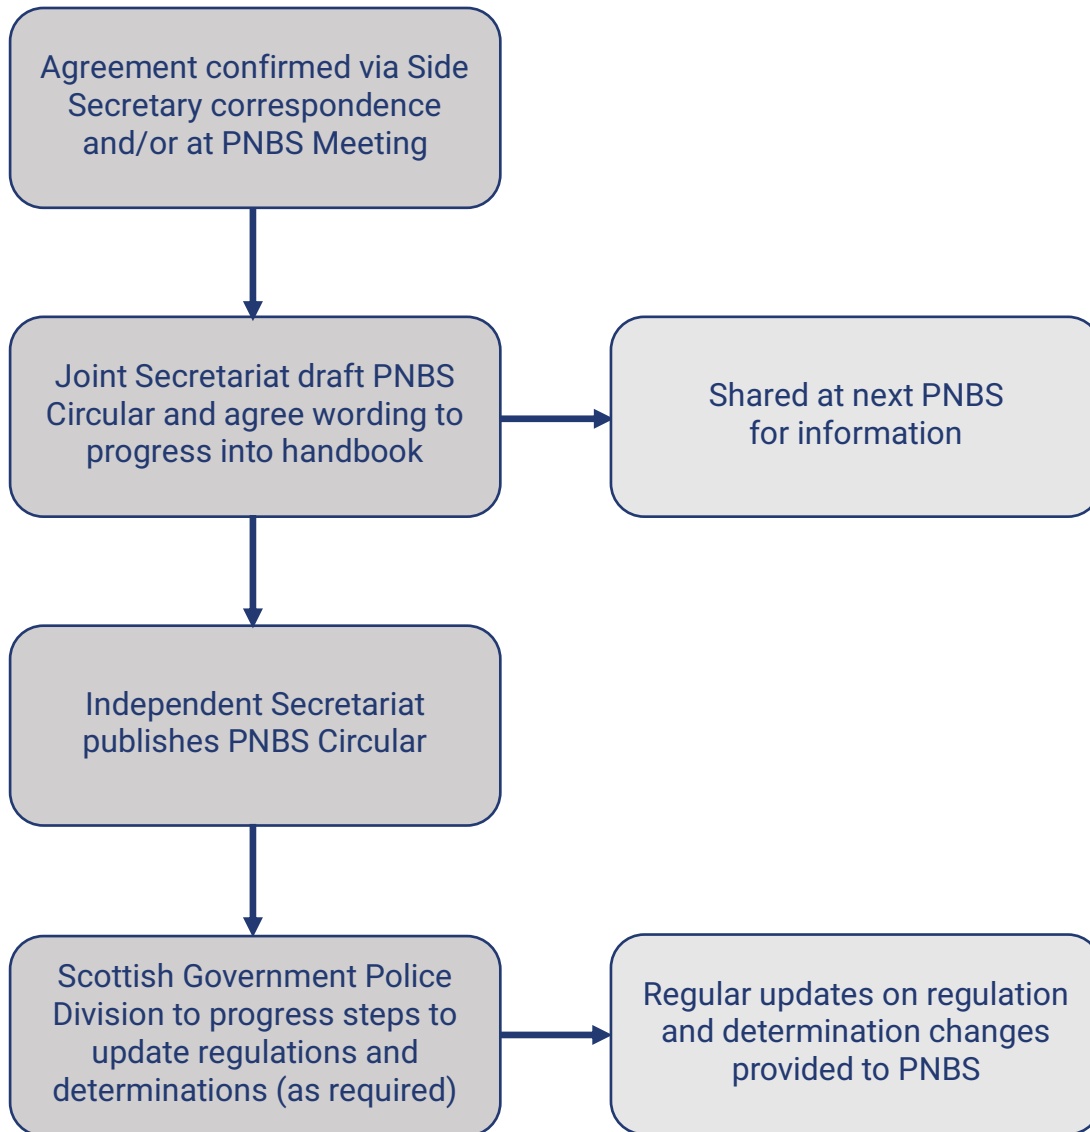 Agreement confirmed via Side
Secretary correspondence
and/or at PNBS Meeting
Joint Secretariat draft PNBS
Circular and agree wording to
progress into handbook
Shared at next PNBS
for information
Independent Secretariat
publishes PNBS Circular
Scottish Government Police
Division to progress steps to
update regulations and
determinations (as required)
Regular updates on regulation
and determination changes
provided to PNBS